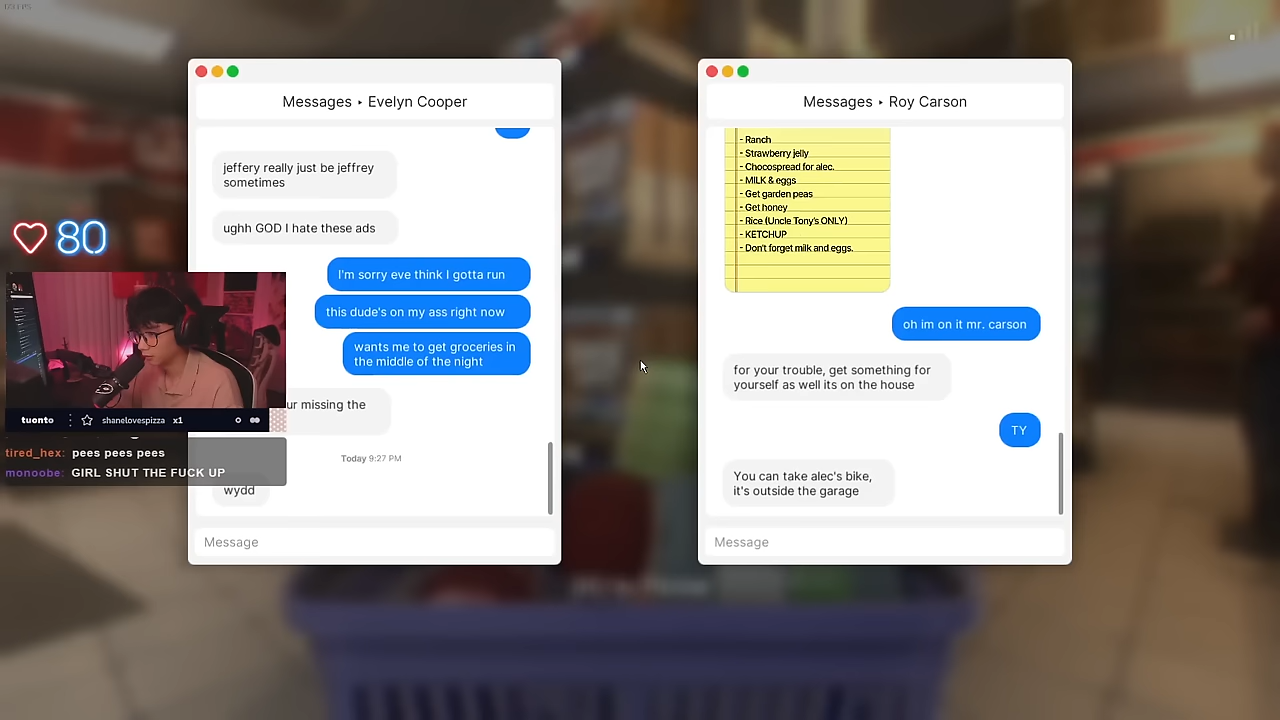 Messages ▸ Evelyn Cooper
jeffery really just be jeffrey
sometimes
ughh GOD I hate these ads
I'm sorry eve think I gotta run
this dude's on my ass right now
wants me to get groceries in
the middle of the night
ur missing the
Today 9:27 PM
wydd
Message
Messages ▸ Roy Carson
- Ranch
- Strawberry jelly
- Chocospread for alec.
- MILK & eggs
- Get garden peas
- Get honey
- Rice (Uncle Tony's ONLY)
- KETCHUP
- Don't forget milk and eggs.
oh im on it mr. carson
for your trouble, get something for
yourself as well its on the house
TY
You can take alec's bike,
it's outside the garage
Message
80
tuonto
shanelovespizza x1
tired_hex: pees pees pees
monoobe: GIRL SHUT THE FUCK UP